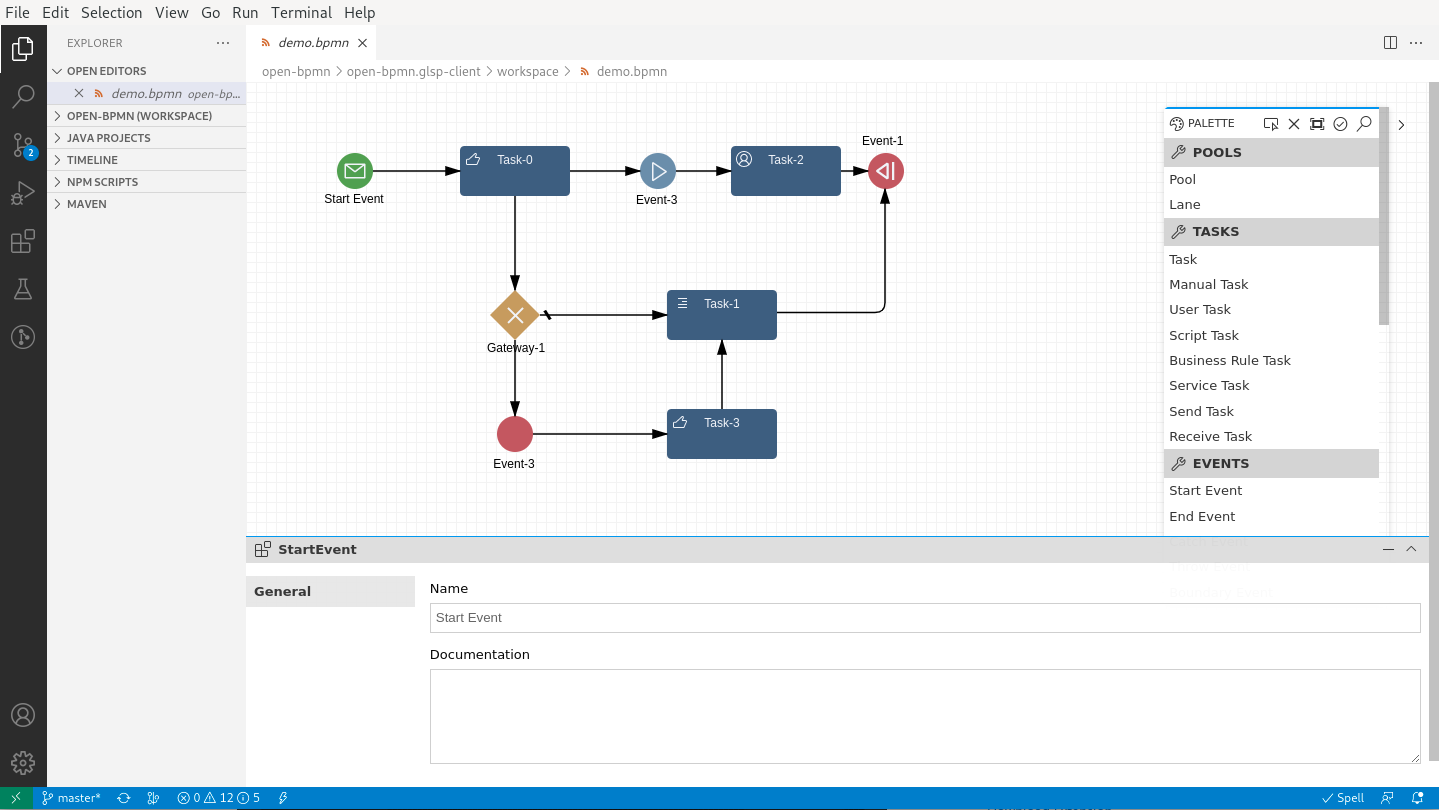 File Edit Selection View Go Run Terminal Help
EXPLORER
OPEN EDITORS
demo.bpmn open-bp...
OPEN-BPMN (WORKSPACE)
JAVA PROJECTS
TIMELINE
NPM SCRIPTS
MAVEN
2
demo.bpmn
open-bpmn open-bpmn.glsp-client workspace demo.bpmn
Event-1
Task-0
Task-2
Start Event
Event-3
Task-1
Gateway-1
Task-3
Event-3
PALETTE
POOLS
Pool
Lane
TASKS
Task
Manual Task
User Task
Script Task
Business Rule Task
Service Task
Send Task
Receive Task
EVENTS
Start Event
End Event
StartEvent
General
Name
Start Event
Documentation
master* 0 12 5 Spell